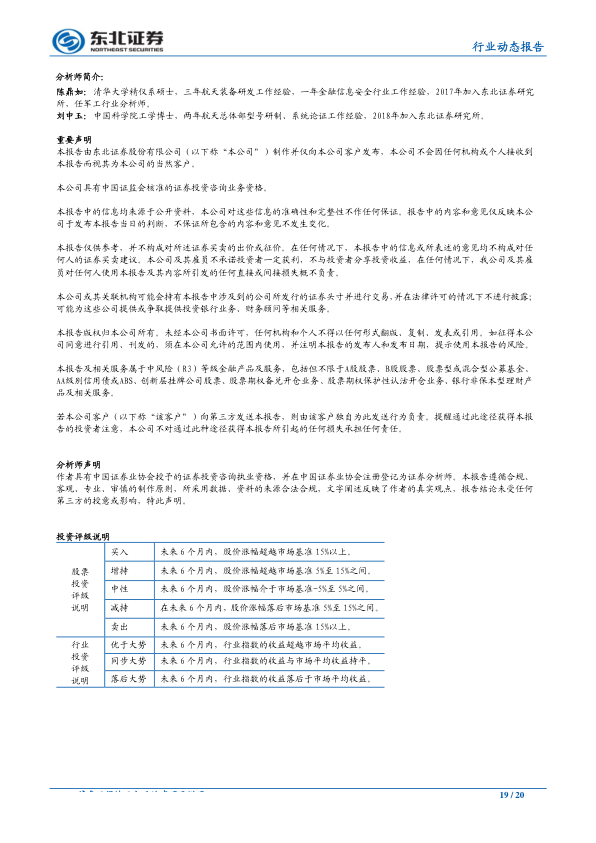 东北证券
NORTHEAST SECURITIES
行业动态报告
分析师简介:
陈鼎如: 清华大学精仪系硕士, 三年航天装备研发工作经验, 一年金融信息安全行业工作经验, 2017年加入东北证券研究
所, 任军工行业分析师。
刘中玉: 中国科学院工学博士, 两年航天总体部型号研制、系统论证工作经验, 2018年加入东北证券研究所。
重要声明
本报告由东北证券股份有限公司（以下称“本公司”）制作并仅向本公司客户发布, 本公司不会因任何机构或个人接收到
本报告而视其为本公司的当然客户。
本公司具有中国证监会核准的证券投资咨询业务资格。
本报告中的信息均来源于公开资料, 本公司对这些信息的准确性和完整性不作任何保证。报告中的内容和意见仅反映本公
司于发布本报告当日的判断, 不保证所包含的内容和意见不发生变化。
本报告仅供参考, 并不构成对所述证券买卖的出价或征价。在任何情况下, 本报告中的信息或所表述的意见均不构成对任
何人的证券买卖建议。本公司及其雇员不承诺投资者一定获利, 不与投资者分享投资收益, 在任何情况下, 我公司及其雇
员对任何人使用本报告及其内容所引发的任何直接或间接损失概不负责。
本公司或其关联机构可能会持有本报告中涉及到的公司所发行的证券头寸并进行交易, 并在法律许可的情况下不进行披露;
可能为这些公司提供或争取提供投资银行业务、财务顾问等相关服务。
本报告版权归本公司所有。未经本公司书面许可, 任何机构和个人不得以任何形式翻版、复制、发表或引用。如征得本公
司同意进行引用、刊发的, 须在本公司允许的范围内使用, 并注明本报告的发布人和发布日期, 提示使用本报告的风险。
本报告及相关服务属于中风险（R3）等级金融产品及服务, 包括但不限于A股股票、B股股票、股票型或混合型公募基金、
AA级别信用债或ABS、创新层挂牌公司股票、股票期权备兑开仓业务、股票期权保护性认沽开仓业务、银行非保本型理财产
品及相关服务。
若本公司客户（以下称“该客户”）向第三方发送本报告, 则由该客户独自为此发送行为负责。提醒通过此途径获得本报
告的投资者注意, 本公司不对通过此种途径获得本报告所引起的任何损失承担任何责任。
分析师声明
作者具有中国证券业协会授予的证券投资咨询执业资格, 并在中国证券业协会注册登记为证券分析师。本报告遵循合规、
客观、专业、审慎的制作原则, 所采用数据、资料的来源合法合规, 文字阐述反映了作者的真实观点, 报告结论未受任何
第三方的授意或影响, 特此声明。
投资评级说明
股票
投资
评级
说明
买入 未来 6 个月内, 股价涨幅超越市场基准 15%以上。
增持 未来 6 个月内, 股价涨幅超越市场基准 5%至 15%之间。
中性 未来 6 个月内, 股价涨幅介于市场基准-5%至 5%之间。
减持 在未来 6 个月内, 股价涨幅落后市场基准 5%至 15%之间。
卖出 未来 6 个月内, 股价涨幅落后市场基准 15%以上。
行业
投资
评级
说明
优于大势 未来 6 个月内, 行业指数的收益超越市场平均收益。
同步大势 未来 6 个月内, 行业指数的收益与市场平均收益持平。
落后大势 未来 6 个月内, 行业指数的收益落后于市场平均收益。
19 / 20